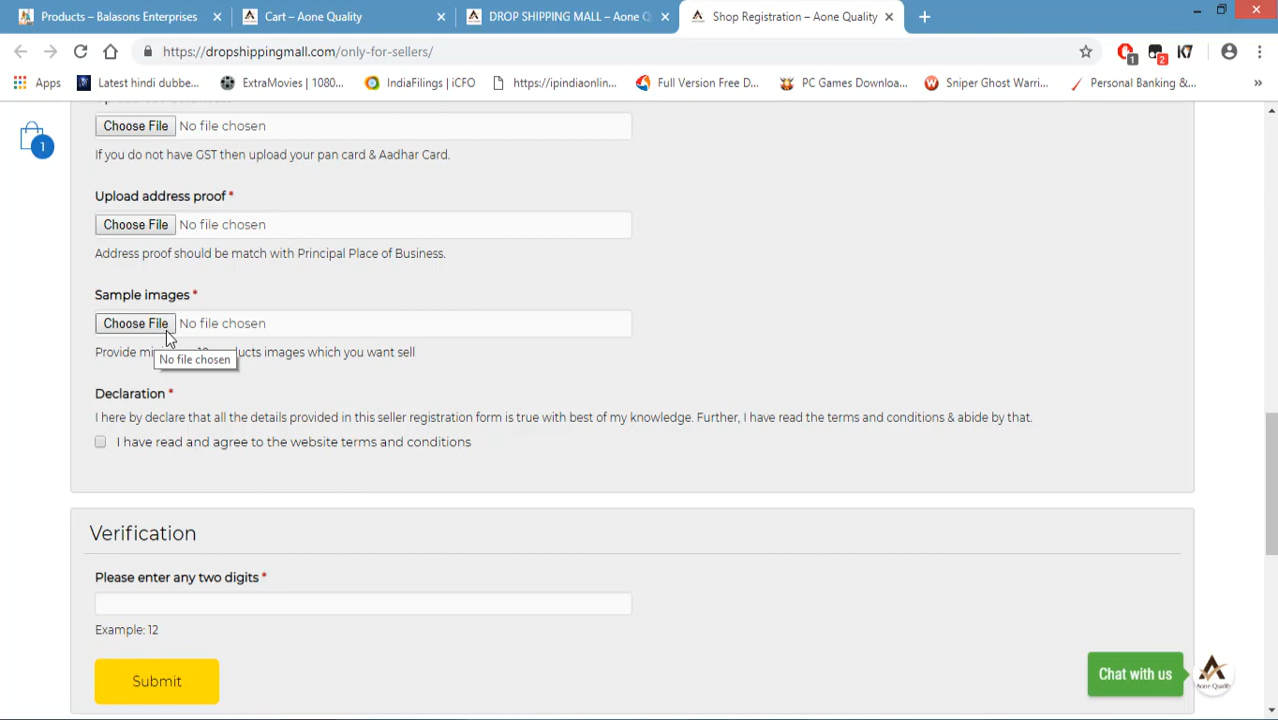 Products – Balasons Enterprises
Cart – Aone Quality
DROP SHIPPING MALL – Aone Q
Shop Registration – Aone Quality
https://dropshippingmall.com/only-for-sellers/
1
2
K7
Apps
Latest hindi dubbe...
ExtraMovies | 1080...
IndiaFilings | iCFO
https://ipindiaonlin...
Full Version Free D...
PC Games Downloa...
Sniper Ghost Warri...
Personal Banking &...
»
1
Choose File No file chosen
If you do not have GST then upload your pan card & Aadhar Card.
Upload address proof *
Choose File No file chosen
Address proof should be match with Principal Place of Business.
Sample images *
Choose File No file chosen
Provide products images which you want sell
No file chosen
Declaration *
I here by declare that all the details provided in this seller registration form is true with best of my knowledge. Further, I have read the terms and conditions & abide by that.
I have read and agree to the website terms and conditions
Verification
Please enter any two digits *
Example: 12
Submit
Chat with us
Aone Quality